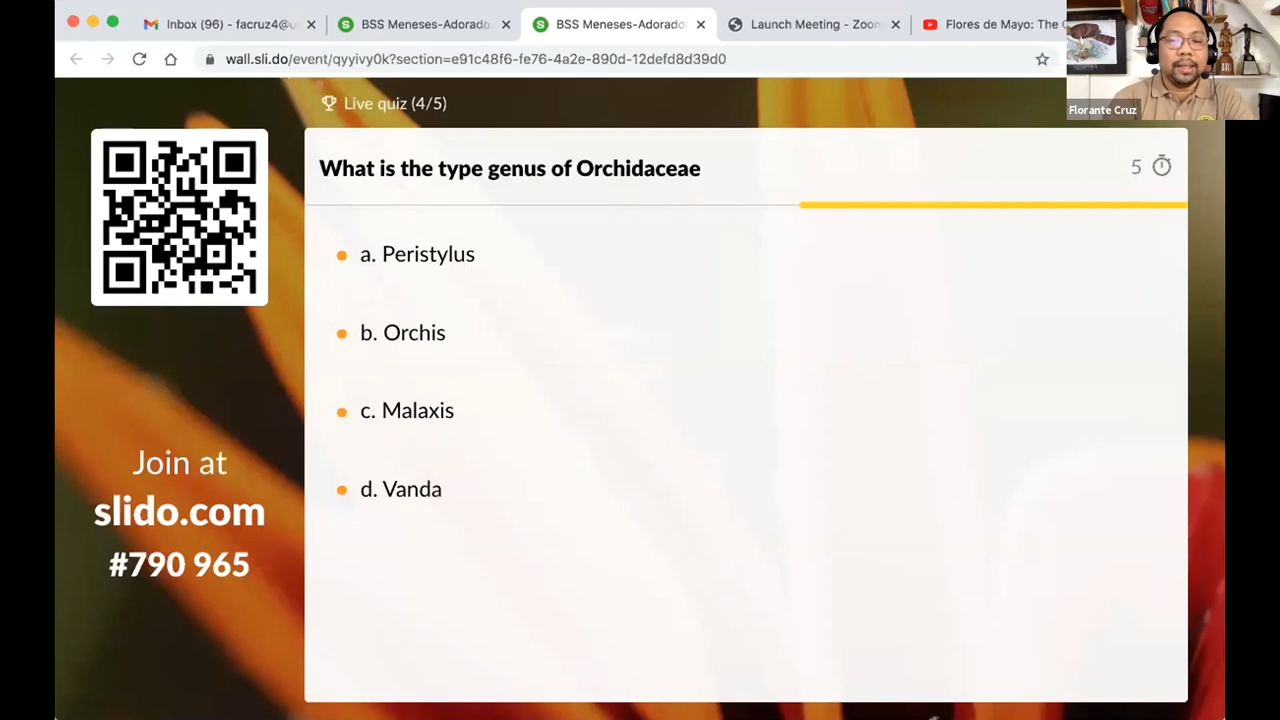 Inbox (96) - facruz4@u
BSS Meneses-Adorado
BSS Meneses-Adorado
Launch Meeting - Zoom
Flores de Mayo: The O
wall.sli.do/event/qyyivy0k?section=e91c48f6-fe76-4a2e-890d-12defd8d39d0
Florante Cruz
Live quiz (4/5)
What is the type genus of Orchidaceae
5
a. Peristylus
b. Orchis
c. Malaxis
d. Vanda
Join at
slido.com
#790 965